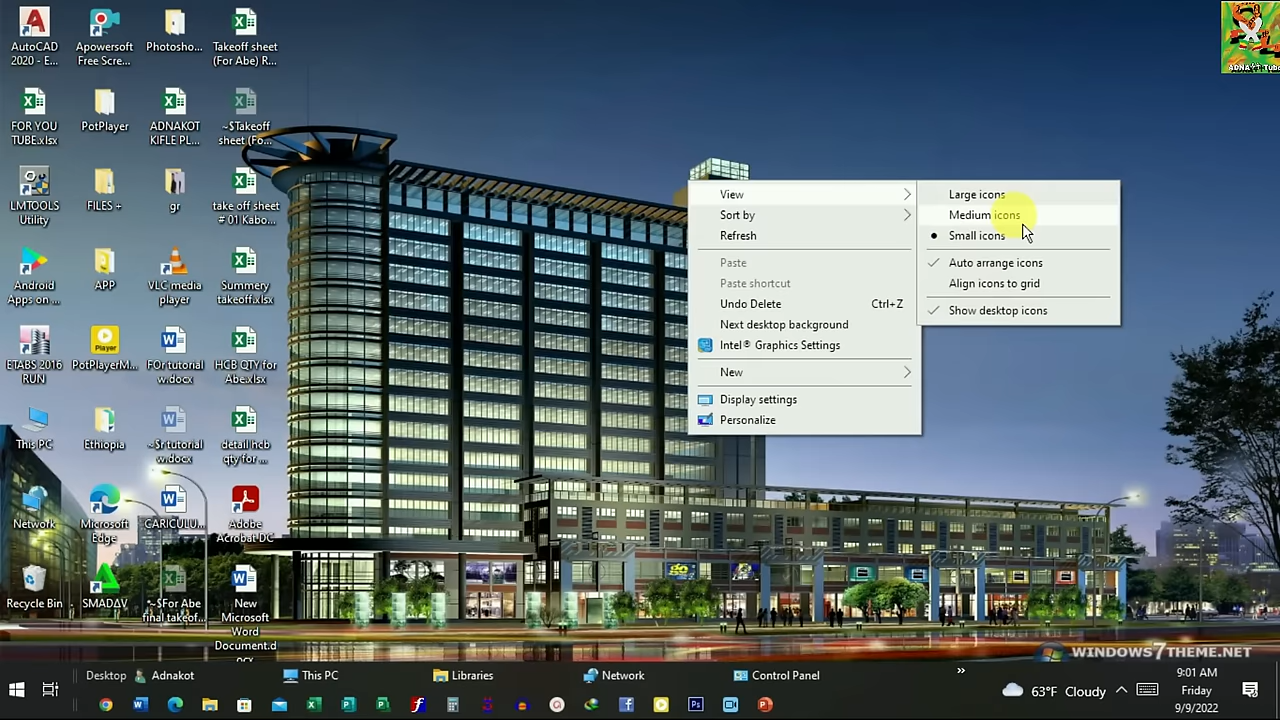 AutoCAD
2020 - E...
Apowersoft
Free Scre...
Photosho...
Takeoff sheet
(For Abe) R...
FOR YOU
TUBE.xlsx
PotPlayer
ADNAKOT
KIFLE PL...
~$Takeoff
sheet (Fo...
LMTOOLS
Utility
FILES +
gr
take off sheet
# 01 Kabo...
Android
Apps on ...
APP
VLC media
player
Summery
takeoff.xlsx
ETABS 2016
RUN
Player
PotPlayerM...
FOr tutorial
w.docx
HCB QTY for
Abe.xlsx
This PC
Ethiopia
~$r tutorial
w.docx
detail hcb
qty for ...
Network
Microsoft
Edge
CARICULU...
Adobe
Acrobat DC
Recycle Bin
SMADΔV
~$For Abe
final takeof...
New
Microsoft
Word
Document.d
ocx
View
Sort by
Refresh
Paste
Paste shortcut
Undo Delete Ctrl+Z
Next desktop background
Intel® Graphics Settings
New
Display settings
Personalize
Large icons
Medium icons
Small icons
Auto arrange icons
Align icons to grid
Show desktop icons
WINDOWS7THEME.NET
Desktop
Adnakot
This PC
Libraries
Network
Control Panel
»
63°F Cloudy
9:01 AM
Friday
9/9/2022